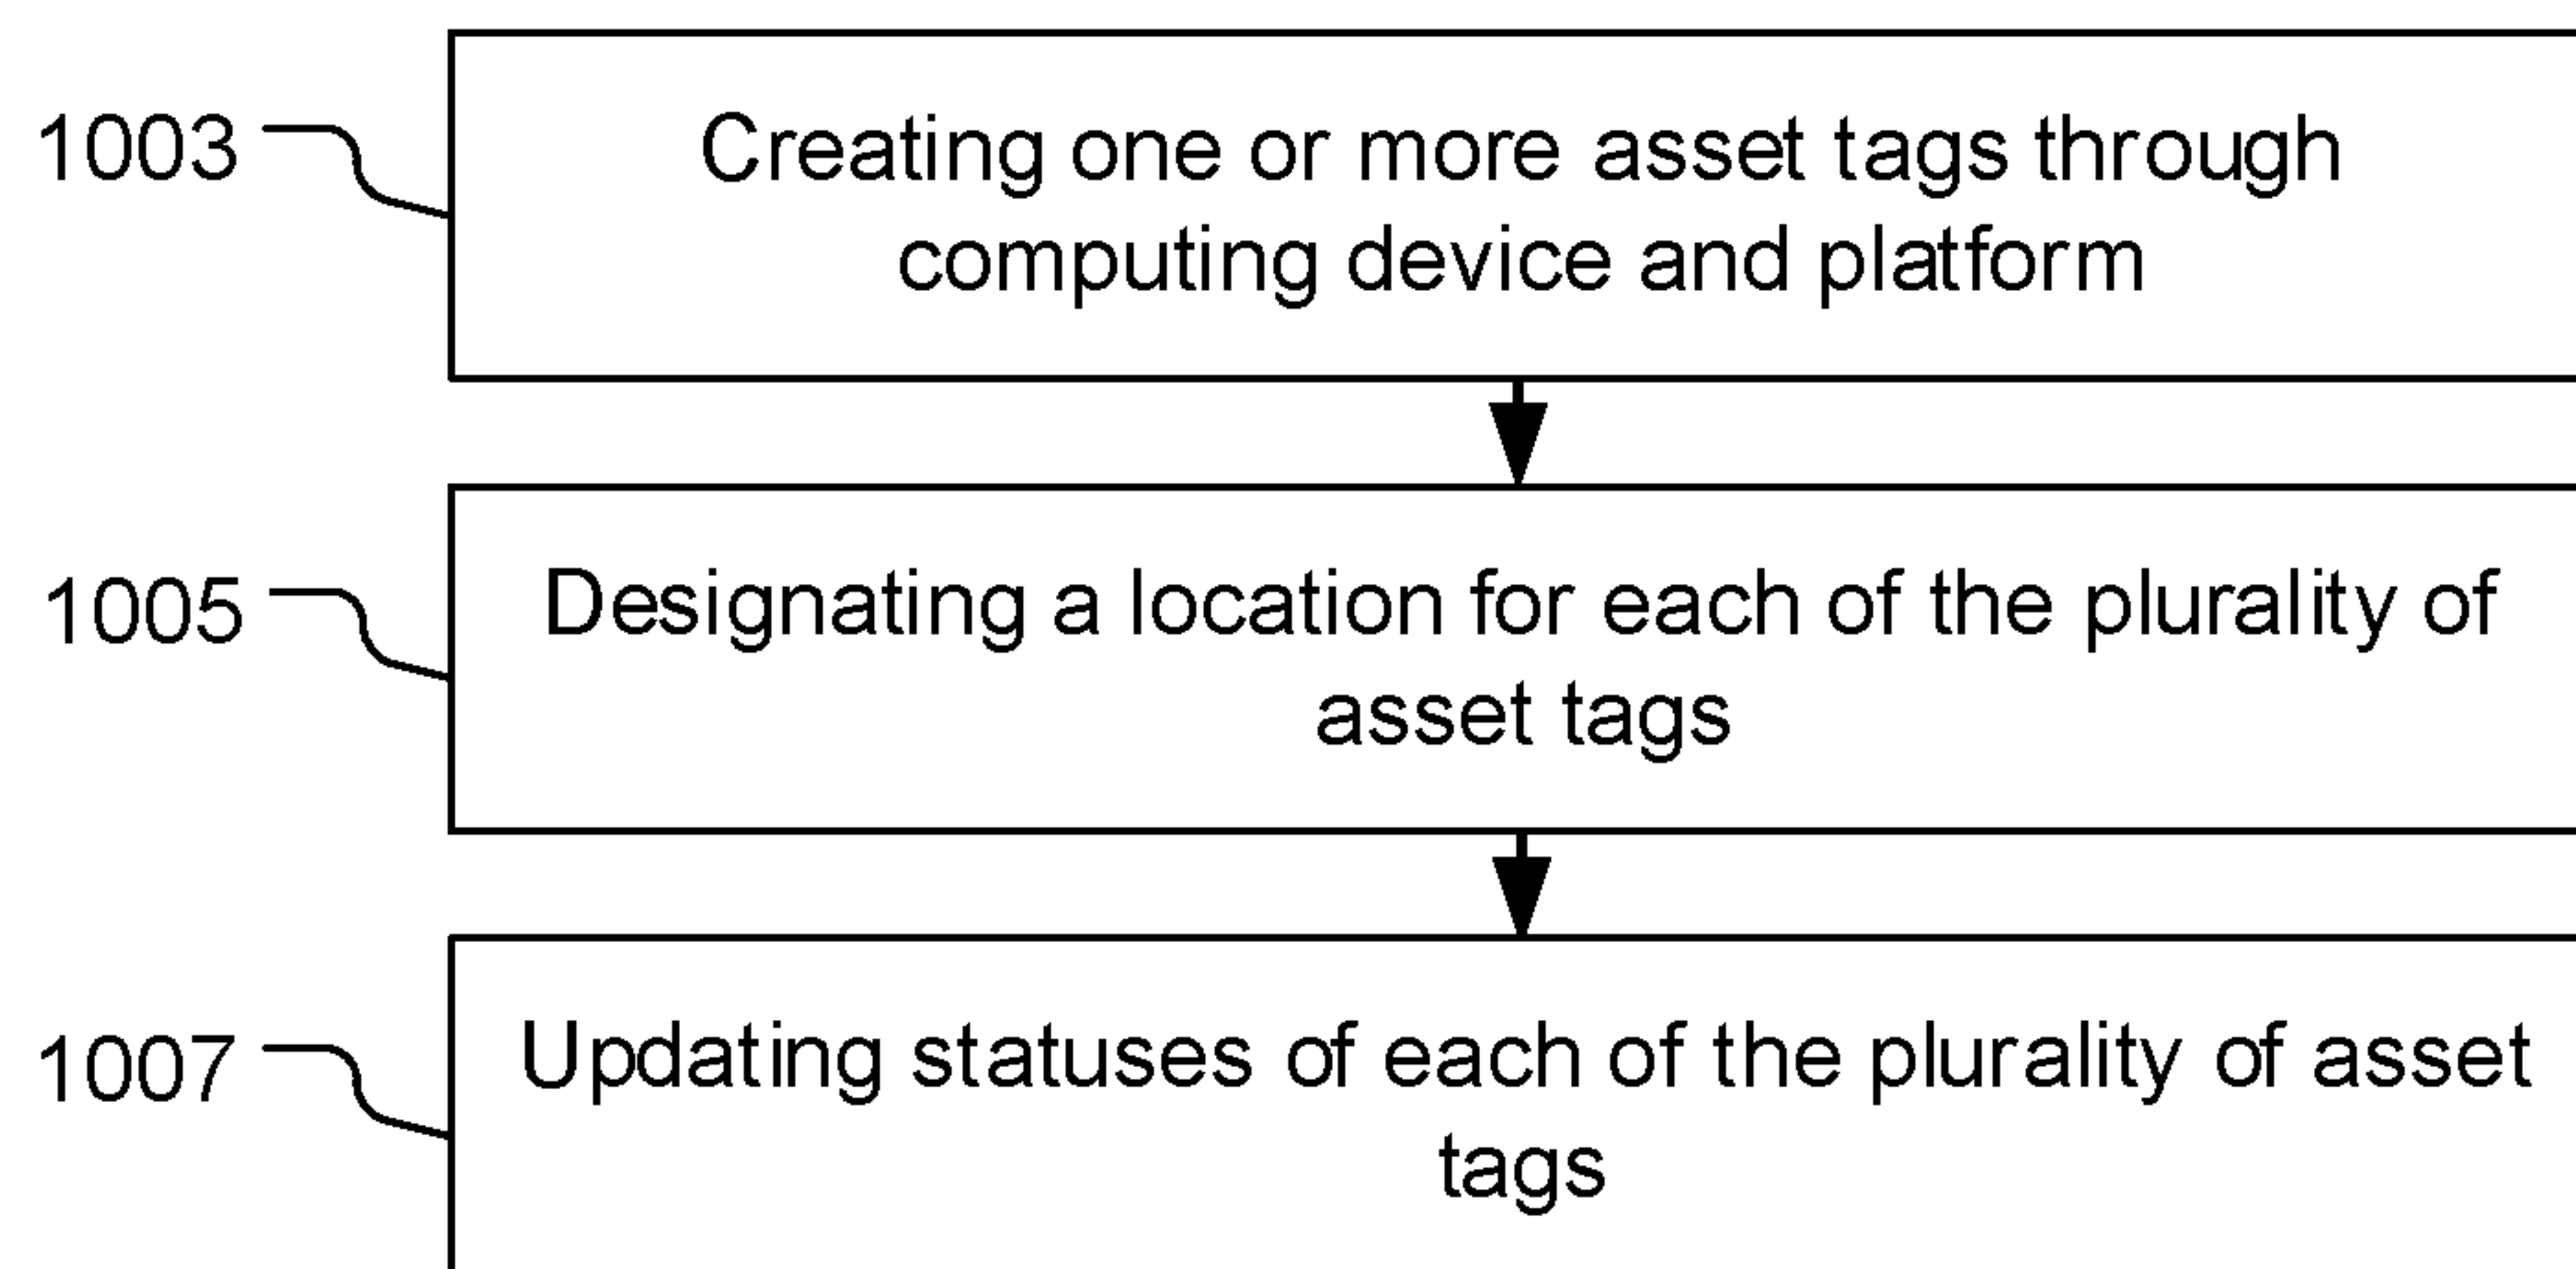 1003
Creating one or more asset tags through
computing device and platform
1005
Designating a location for each of the plurality of
asset tags
1007
Updating statuses of each of the plurality of asset
tags